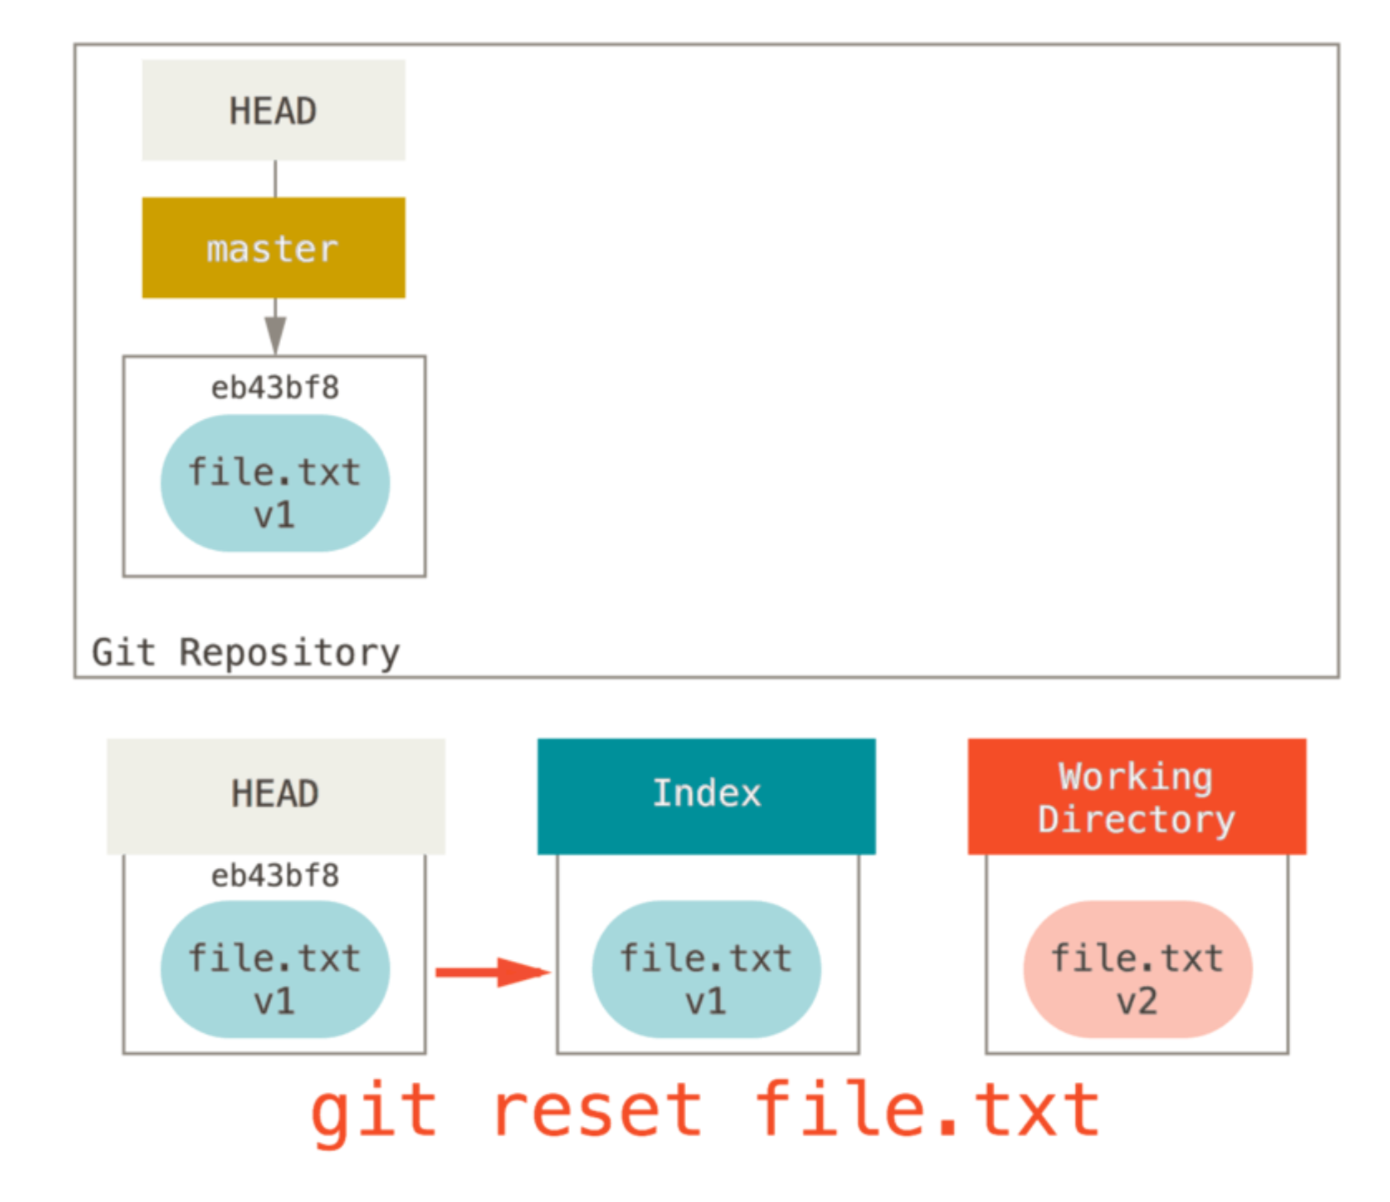 HEAD
master
eb43bf8
file.txt
v1
Git Repository
HEAD
Index
Working
Directory
eb43bf8
file.txt
v1
file.txt
v1
file.txt
v2
git reset file.txt